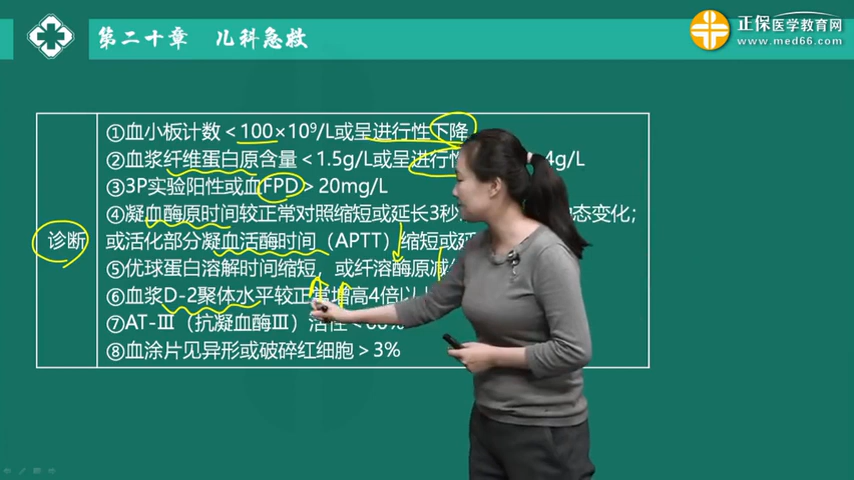 第二十章 儿科急救
正保医学教育网
www.med66.com
诊断
①血小板计数＜100×10⁹/L或呈进行性下降
②血浆纤维蛋白原含量＜1.5g/L或呈进行性 4g/L
③3P实验阳性或血FPD＞20mg/L
④凝血酶原时间较正常对照缩短或延长3秒 态变化；
或活化部分凝血活酶时间（APTT）缩短或延
⑤优球蛋白溶解时间缩短，或纤溶酶原减
⑥血浆D-2聚体水平较正常增高4倍以
⑦AT-Ⅲ（抗凝血酶Ⅲ）活性＜60%
⑧血涂片见异形或破碎红细胞＞3%